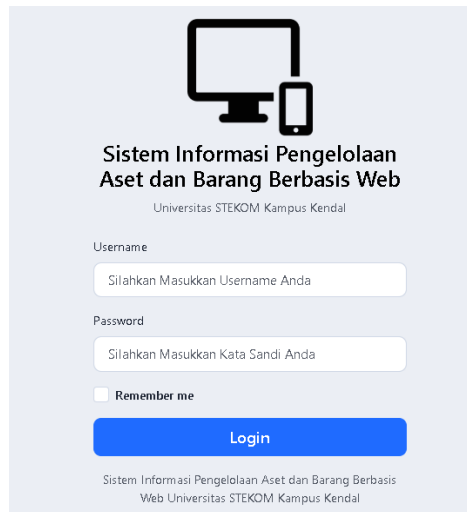 Sistem Informasi Pengelolaan
Aset dan Barang Berbasis Web
Universitas STEKOM Kampus Kendal
Username
Silahkan Masukkan Username Anda
Password
Silahkan Masukkan Kata Sandi Anda
Remember me
Login
Sistem Informasi Pengelolaan Aset dan Barang Berbasis
Web Universitas STEKOM Kampus Kendal